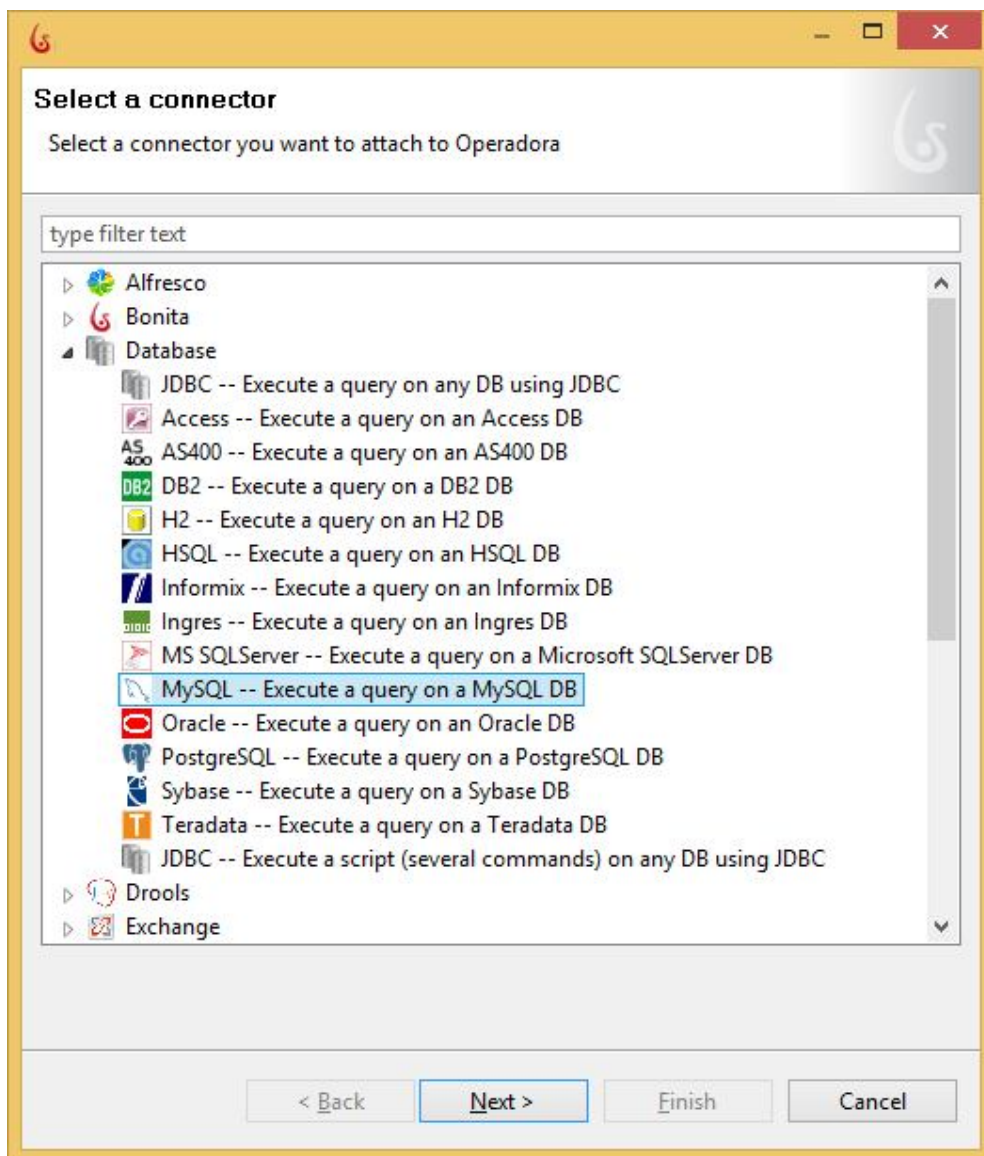 Select a connector
Select a connector you want to attach to Operadora
type filter text
Alfresco
Bonita
Database
JDBC -- Execute a query on any DB using JDBC
Access -- Execute a query on an Access DB
AS400 AS400 -- Execute a query on an AS400 DB
DB2 DB2 -- Execute a query on a DB2 DB
H2 -- Execute a query on an H2 DB
HSQL -- Execute a query on an HSQL DB
Informix -- Execute a query on an Informix DB
Ingres -- Execute a query on an Ingres DB
MS SQLServer -- Execute a query on a Microsoft SQLServer DB
MySQL -- Execute a query on a MySQL DB
Oracle -- Execute a query on an Oracle DB
PostgreSQL -- Execute a query on a PostgreSQL DB
Sybase -- Execute a query on a Sybase DB
T Teradata -- Execute a query on a Teradata DB
JDBC -- Execute a script (several commands) on any DB using JDBC
Drools
Exchange
< Back Next > Finish Cancel